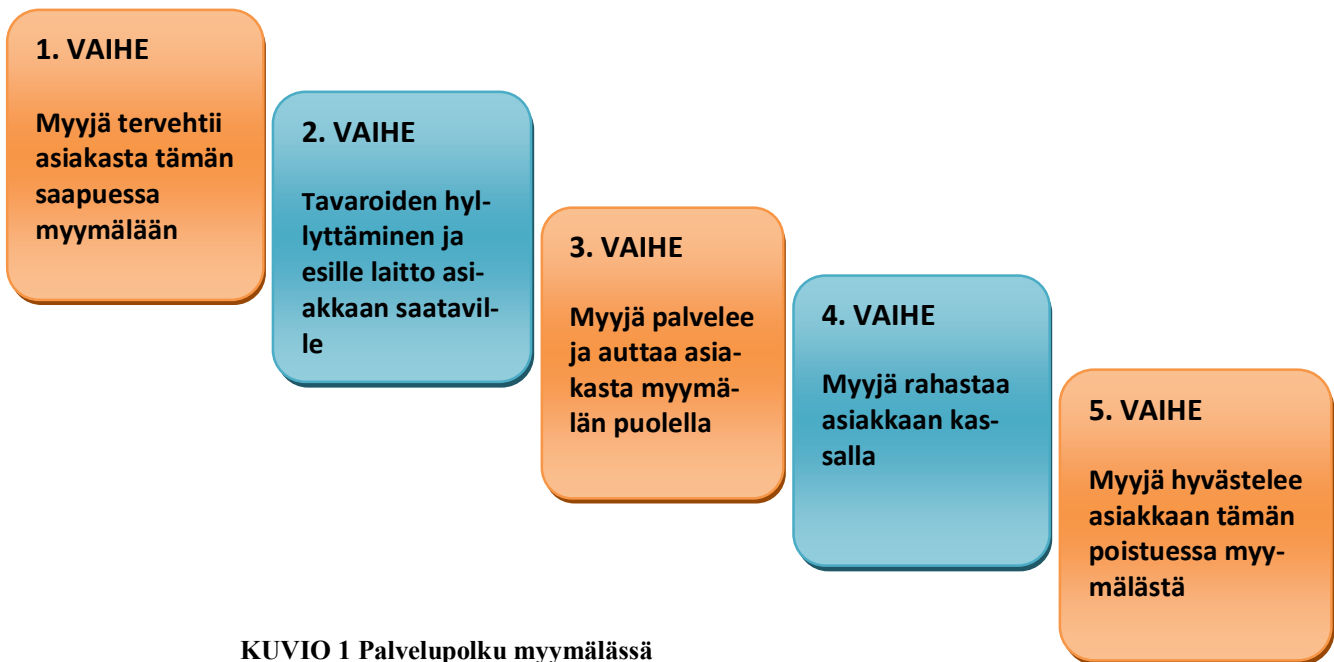 1. VAIHE
Myyjä tervehtii
asiakasta tämän
saapuessa
myymälään
2. VAIHE
Tavaroiden hyl-
lyttäminen ja
esille laitto asi-
akkaan saatavil-
le
3. VAIHE
Myyjä palvelee
ja auttaa asia-
kasta myymä-
län puolella
4. VAIHE
Myyjä rahastaa
asiakkaan kas-
salla
5. VAIHE
Myyjä hyvästelee
asiakkaan tämän
poistuessa myy-
mälästä
KUVIO 1 Palvelupolku myymälässä